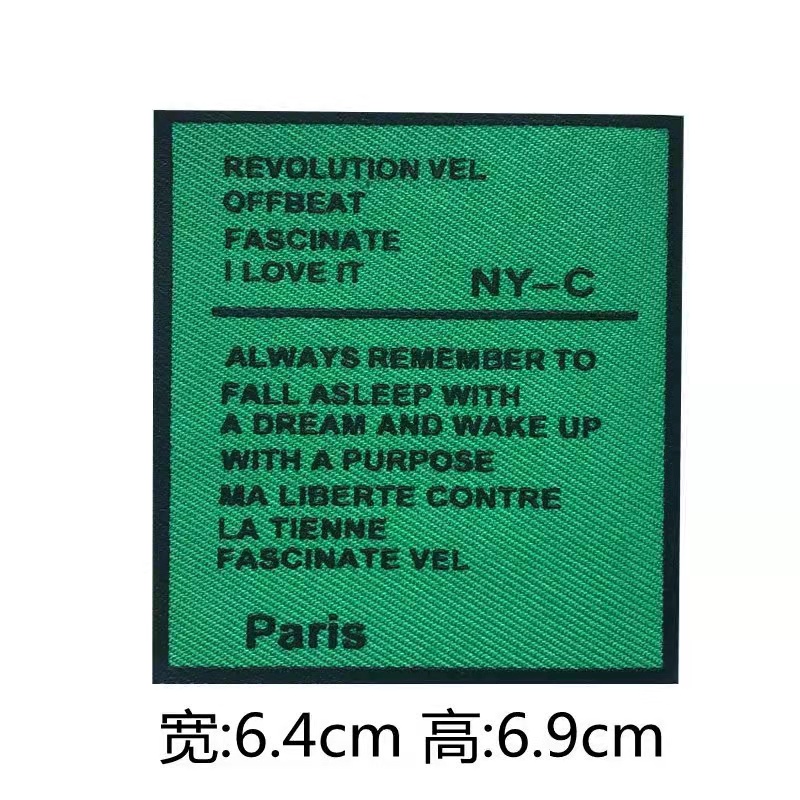 REVOLUTION VEL
OFFBEAT
FASCINATE
I LOVE IT
NY-C
ALWAYS REMEMBER TO
FALL ASLEEP WITH
A DREAM AND WAKE UP
WITH A PURPOSE
MA LIBERTE CONTRE
LA TIENNE
FASCINATE VEL
Paris
宽:6.4cm 高:6.9cm